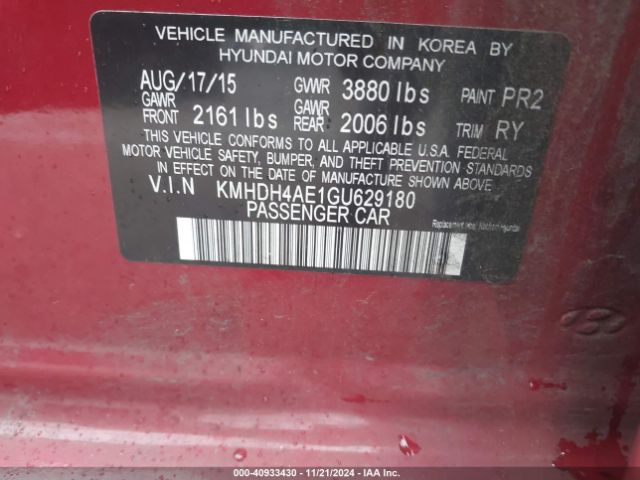 VEHICLE MANUFACTURED IN KOREA BY
HYUNDAI MOTOR COMPANY
AUG/17/15 GVWR 3880 lbs PAINT PR2
GAWR FRONT 2161 lbs GAWR REAR 2006 lbs TRIM RY
THIS VEHICLE CONFORMS TO ALL APPLICABLE U.S.A. FEDERAL
MOTOR VEHICLE SAFETY, BUMPER, AND THEFT PREVENTION STANDARDS
IN EFFECT ON THE DATE OF MANUFACTURE SHOWN ABOVE.
V.I.N KMHDH4AE1GU629180
PASSENGER CAR
Replacement label Hyundai
000-40933430 - 11/21/2024 - IAA Inc.